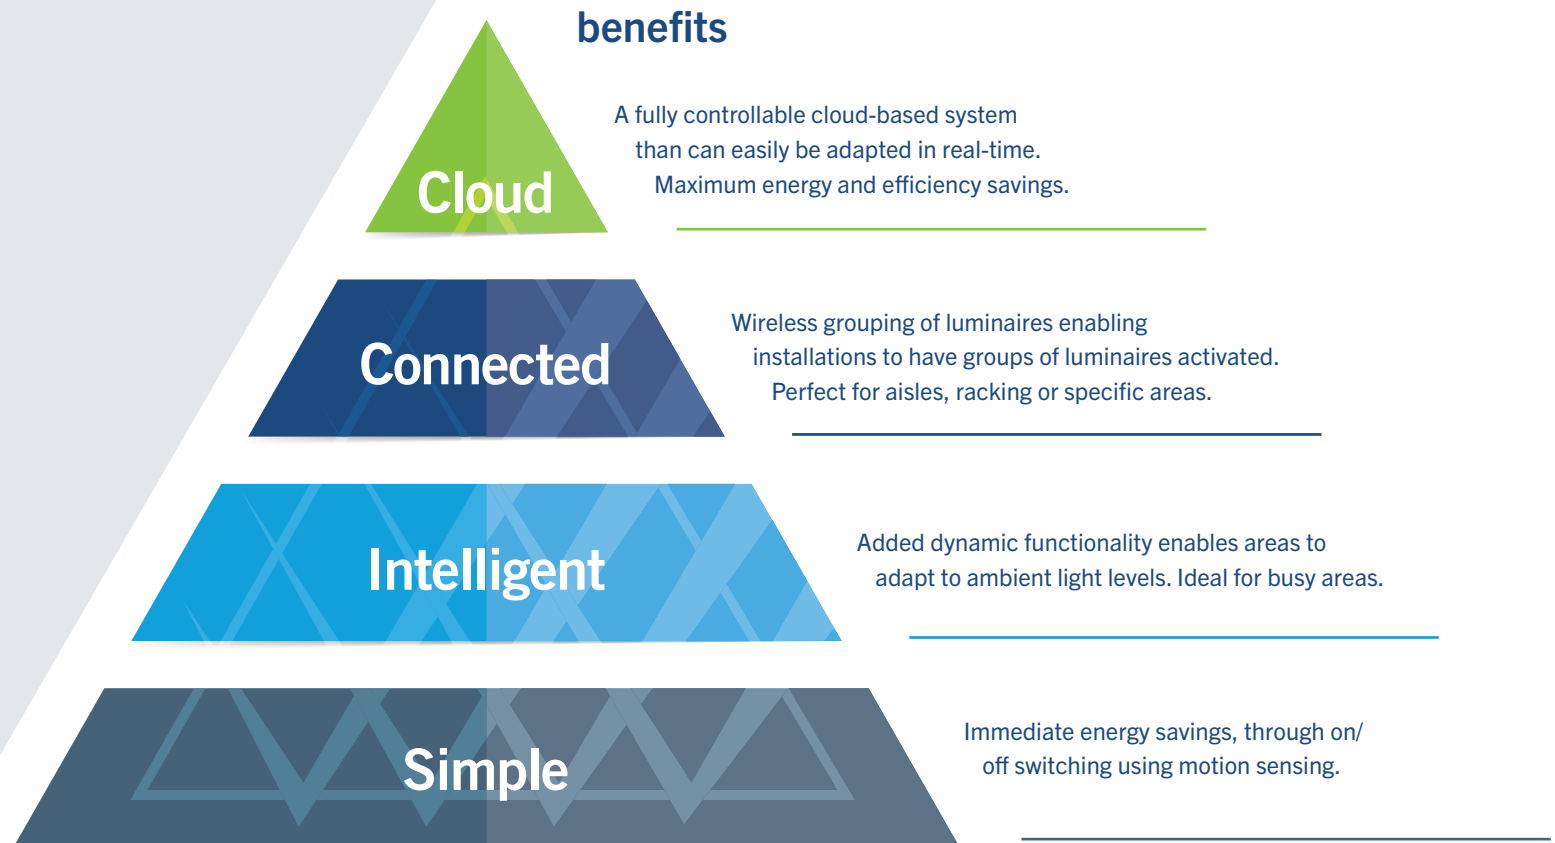 benefits
Cloud
A fully controllable cloud-based system
than can easily be adapted in real-time.
Maximum energy and efficiency savings.
Connected
Wireless grouping of luminaires enabling
installations to have groups of luminaires activated.
Perfect for aisles, racking or specific areas.
Intelligent
Added dynamic functionality enables areas to
adapt to ambient light levels. Ideal for busy areas.
Simple
Immediate energy savings, through on/
off switching using motion sensing.